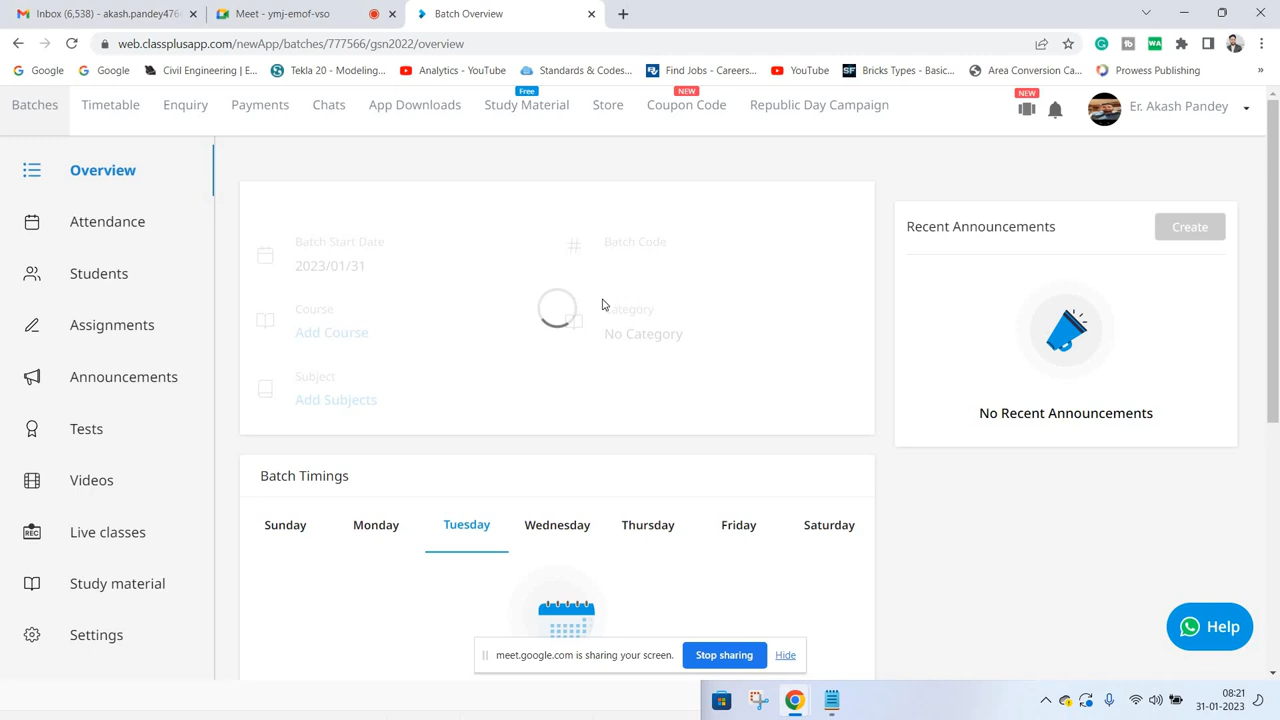 Inbox (6,538) - akash.pandey476
Meet - ymj-emof-vso
Batch Overview
web.classplusapp.com/newApp/batches/777566/gsn2022/overview
Google
Google
Civil Engineering | E...
Tekla 20 - Modeling...
Analytics - YouTube
Standards & Codes...
Find Jobs - Careers...
YouTube
SF
Bricks Types - Basic...
Area Conversion Ca...
Prowess Publishing
»
Free
NEW
NEW
Batches
Timetable
Enquiry
Payments
Chats
App Downloads
Study Material
Store
Coupon Code
Republic Day Campaign
Er. Akash Pandey
Overview
Attendance
Students
Assignments
Announcements
Tests
Videos
REC
Live classes
Study material
Settings
Batch Start Date
2023/01/31
# Batch Code
Course
Add Course
Category
No Category
Subject
Add Subjects
Recent Announcements
Create
No Recent Announcements
Batch Timings
Sunday
Monday
Tuesday
Wednesday
Thursday
Friday
Saturday
Help
meet.google.com is sharing your screen.
Stop sharing
Hide
08:21
31-01-2023